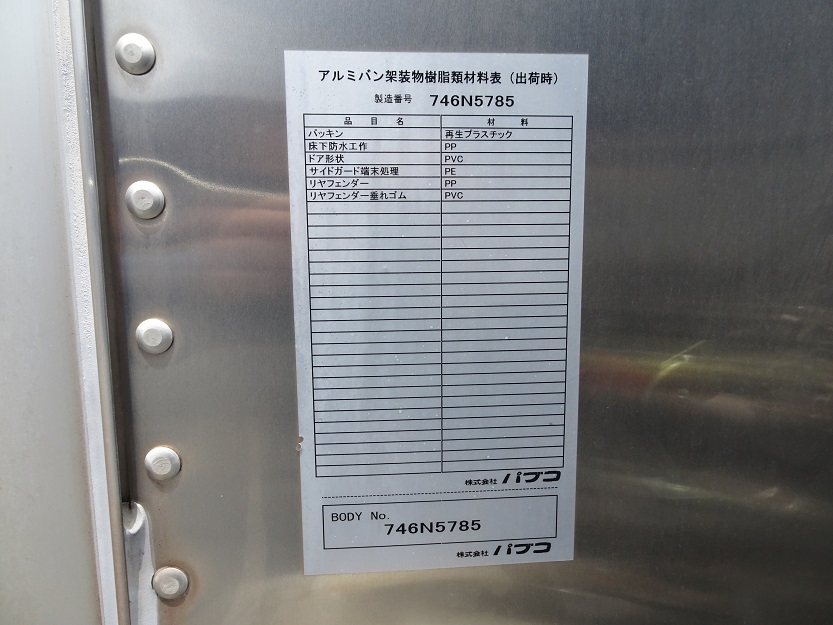 アルミバン架装物樹脂類材料表（出荷時）
製造番号 746N5785
品目名 材料
パッキン 再生プラスチック
床下防水工作 PP
ドア形状 PVC
サイドガード端末処理 PE
リヤフェンダー PP
リヤフェンダー垂れゴム PVC
株式会社 パブコ
BODY No.
746N5785
株式会社 パブコ